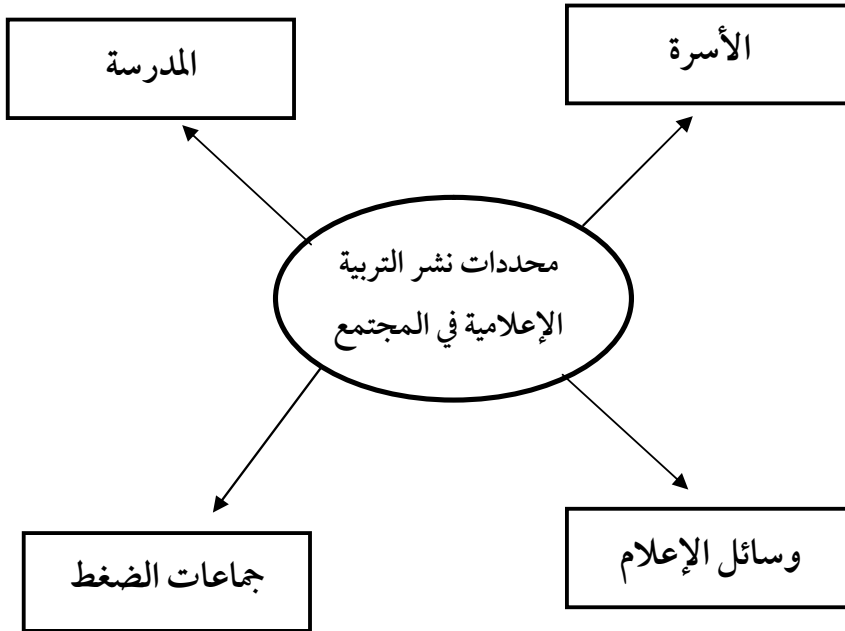 الأسرة
المدرسة
محددات نشر التربية
الإعلامية في المجتمع
وسائل الإعلام
جماعات الضغط